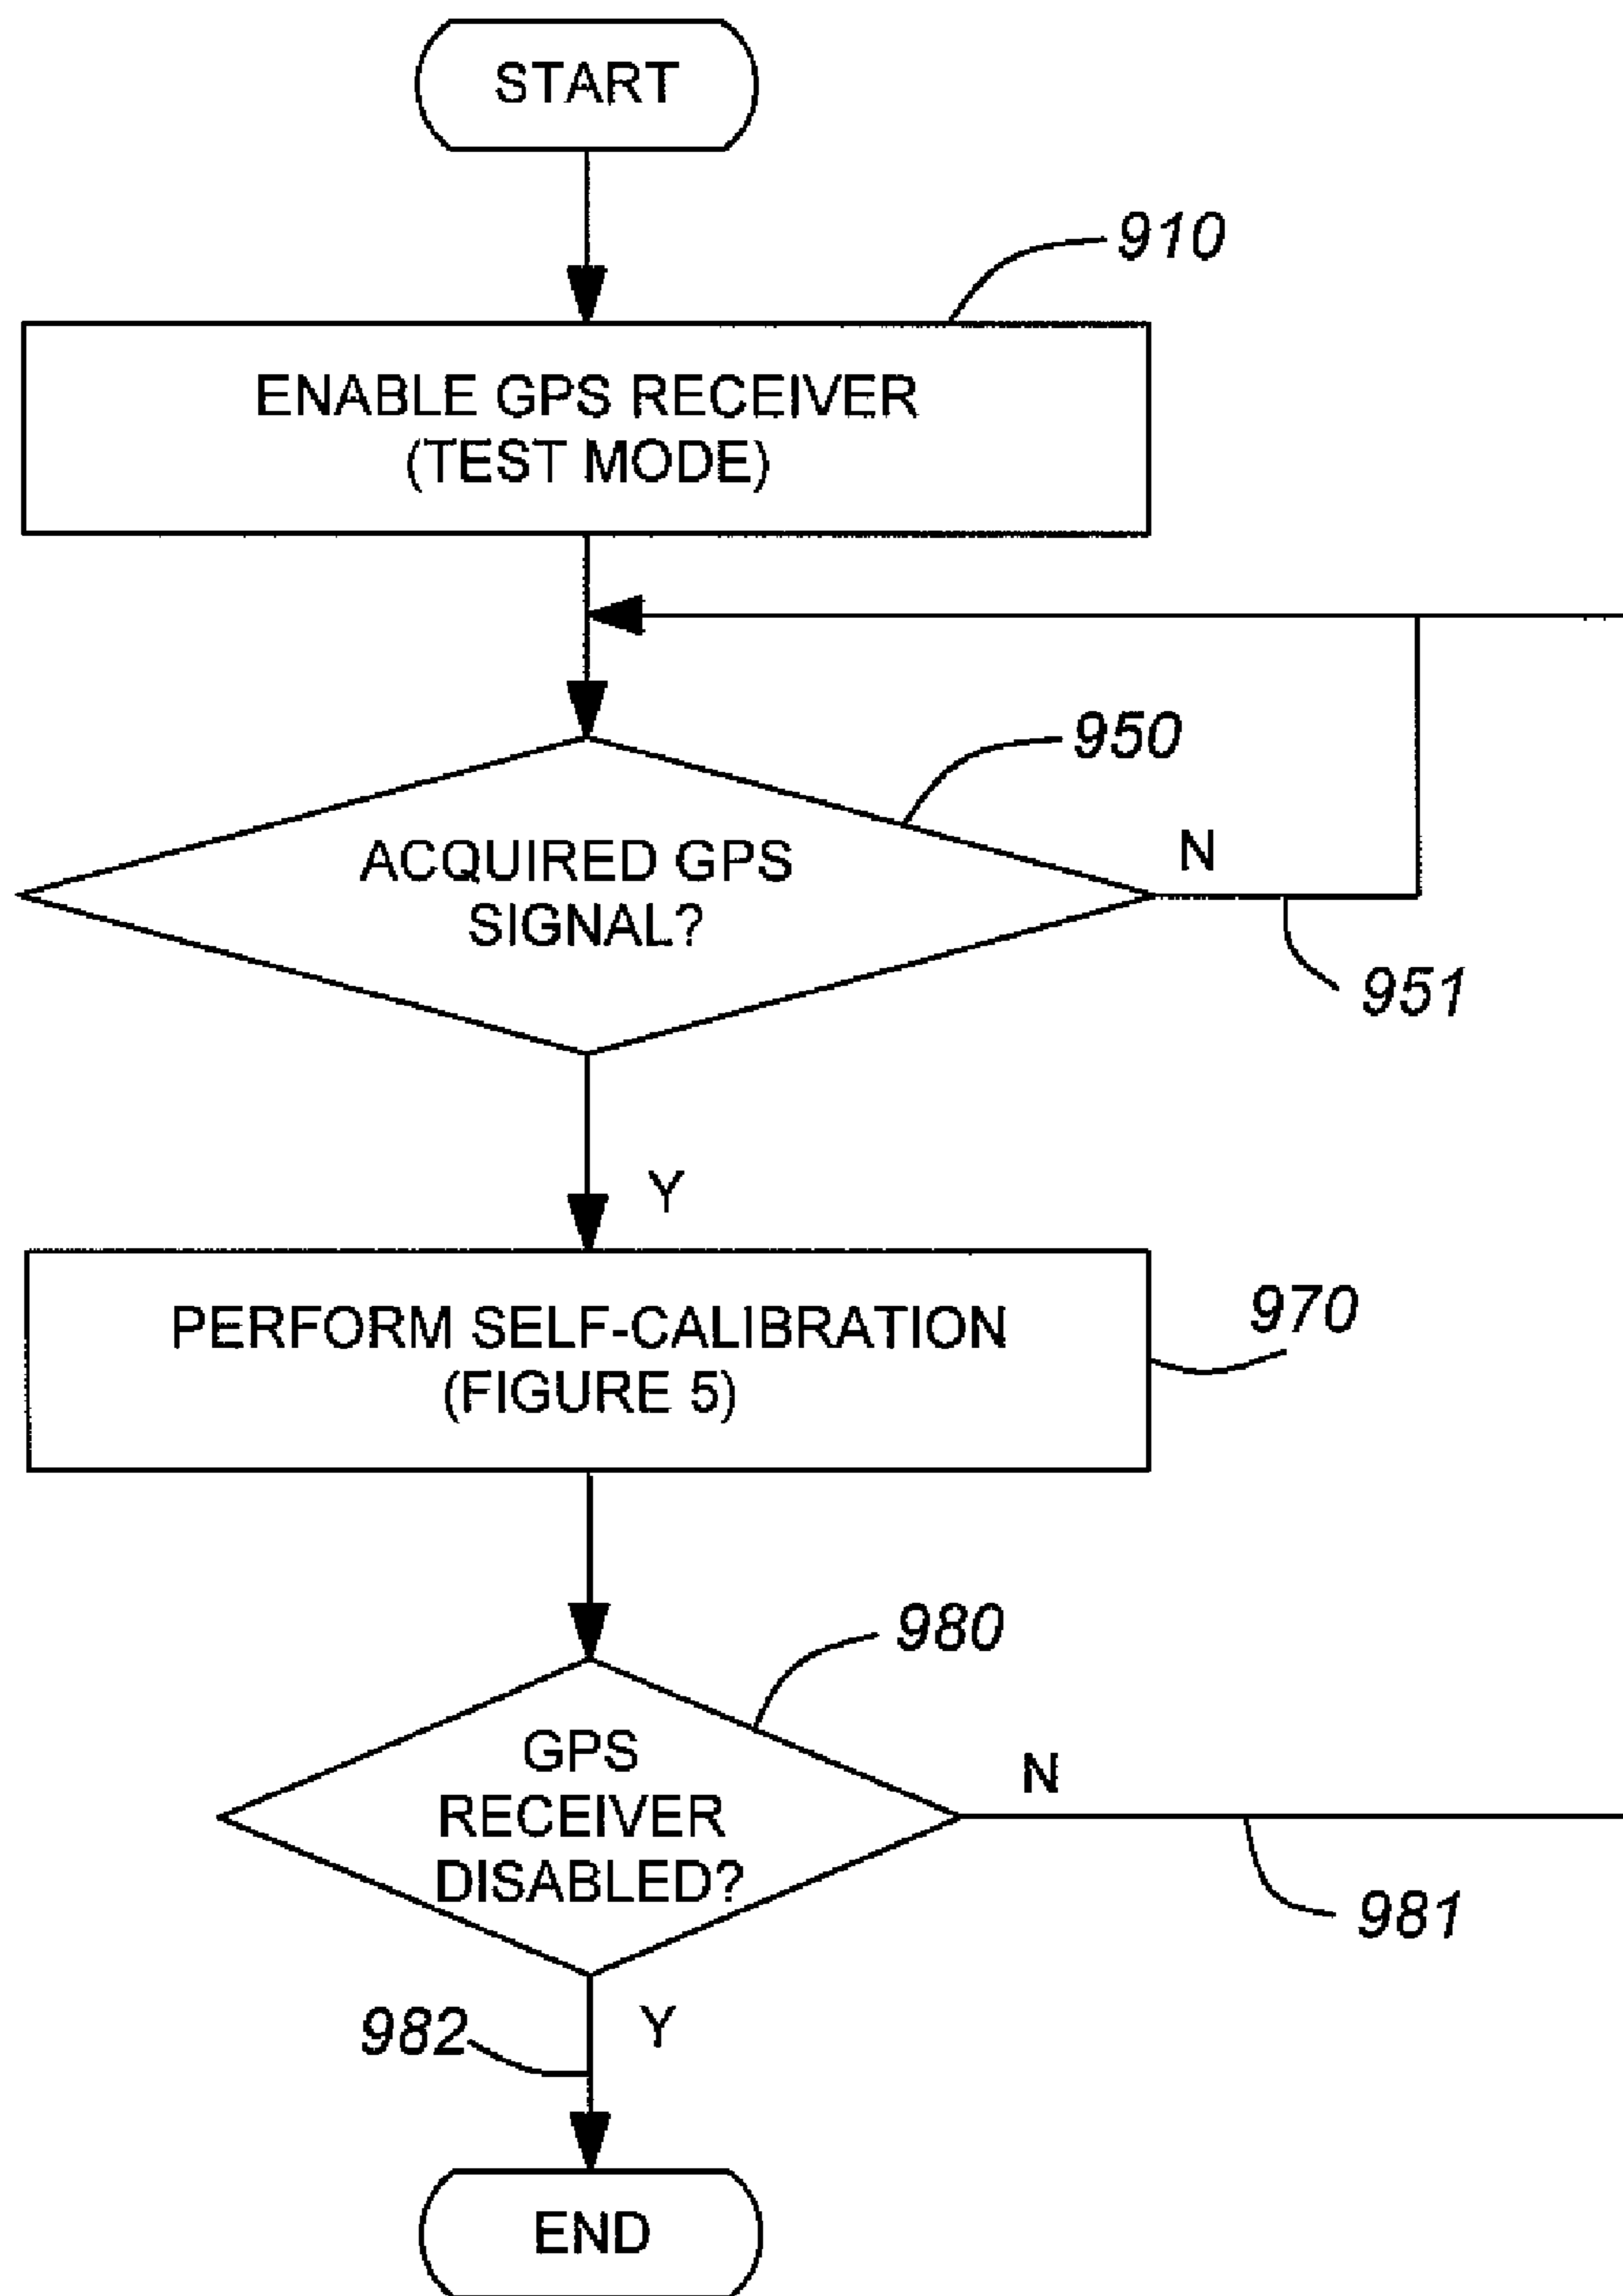 START
910
ENABLE GPS RECEIVER
(TEST MODE)
950
ACQUIRED GPS
SIGNAL?
N
951
Y
PERFORM SELF-CALIBRATION
(FIGURE 5)
970
980
GPS
RECEIVER
DISABLED?
N
981
982
Y
END